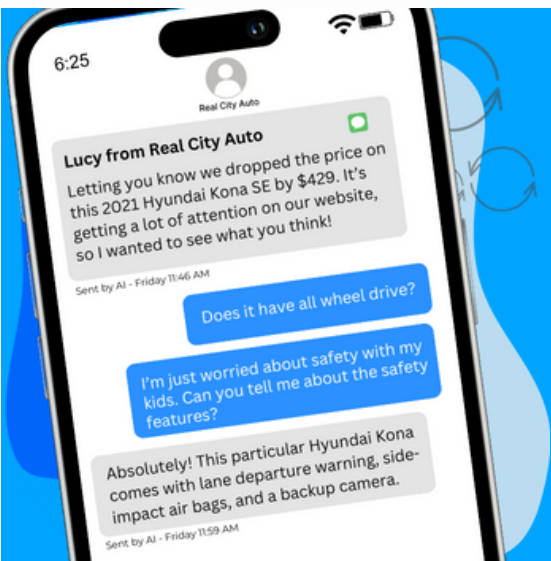 6:25
Real City Auto
Lucy from Real City Auto
Letting you know we dropped the price on
this 2021 Hyundai Kona SE by $429. It's
getting a lot of attention on our website,
so I wanted to see what you think!
Sent by AI - Friday 11:46 AM
Does it have all wheel drive?
I'm just worried about safety with my
kids. Can you tell me about the safety
features?
Absolutely! This particular Hyundai Kona
comes with lane departure warning, side-
impact air bags, and a backup camera.
Sent by AI - Friday 11:59 AM